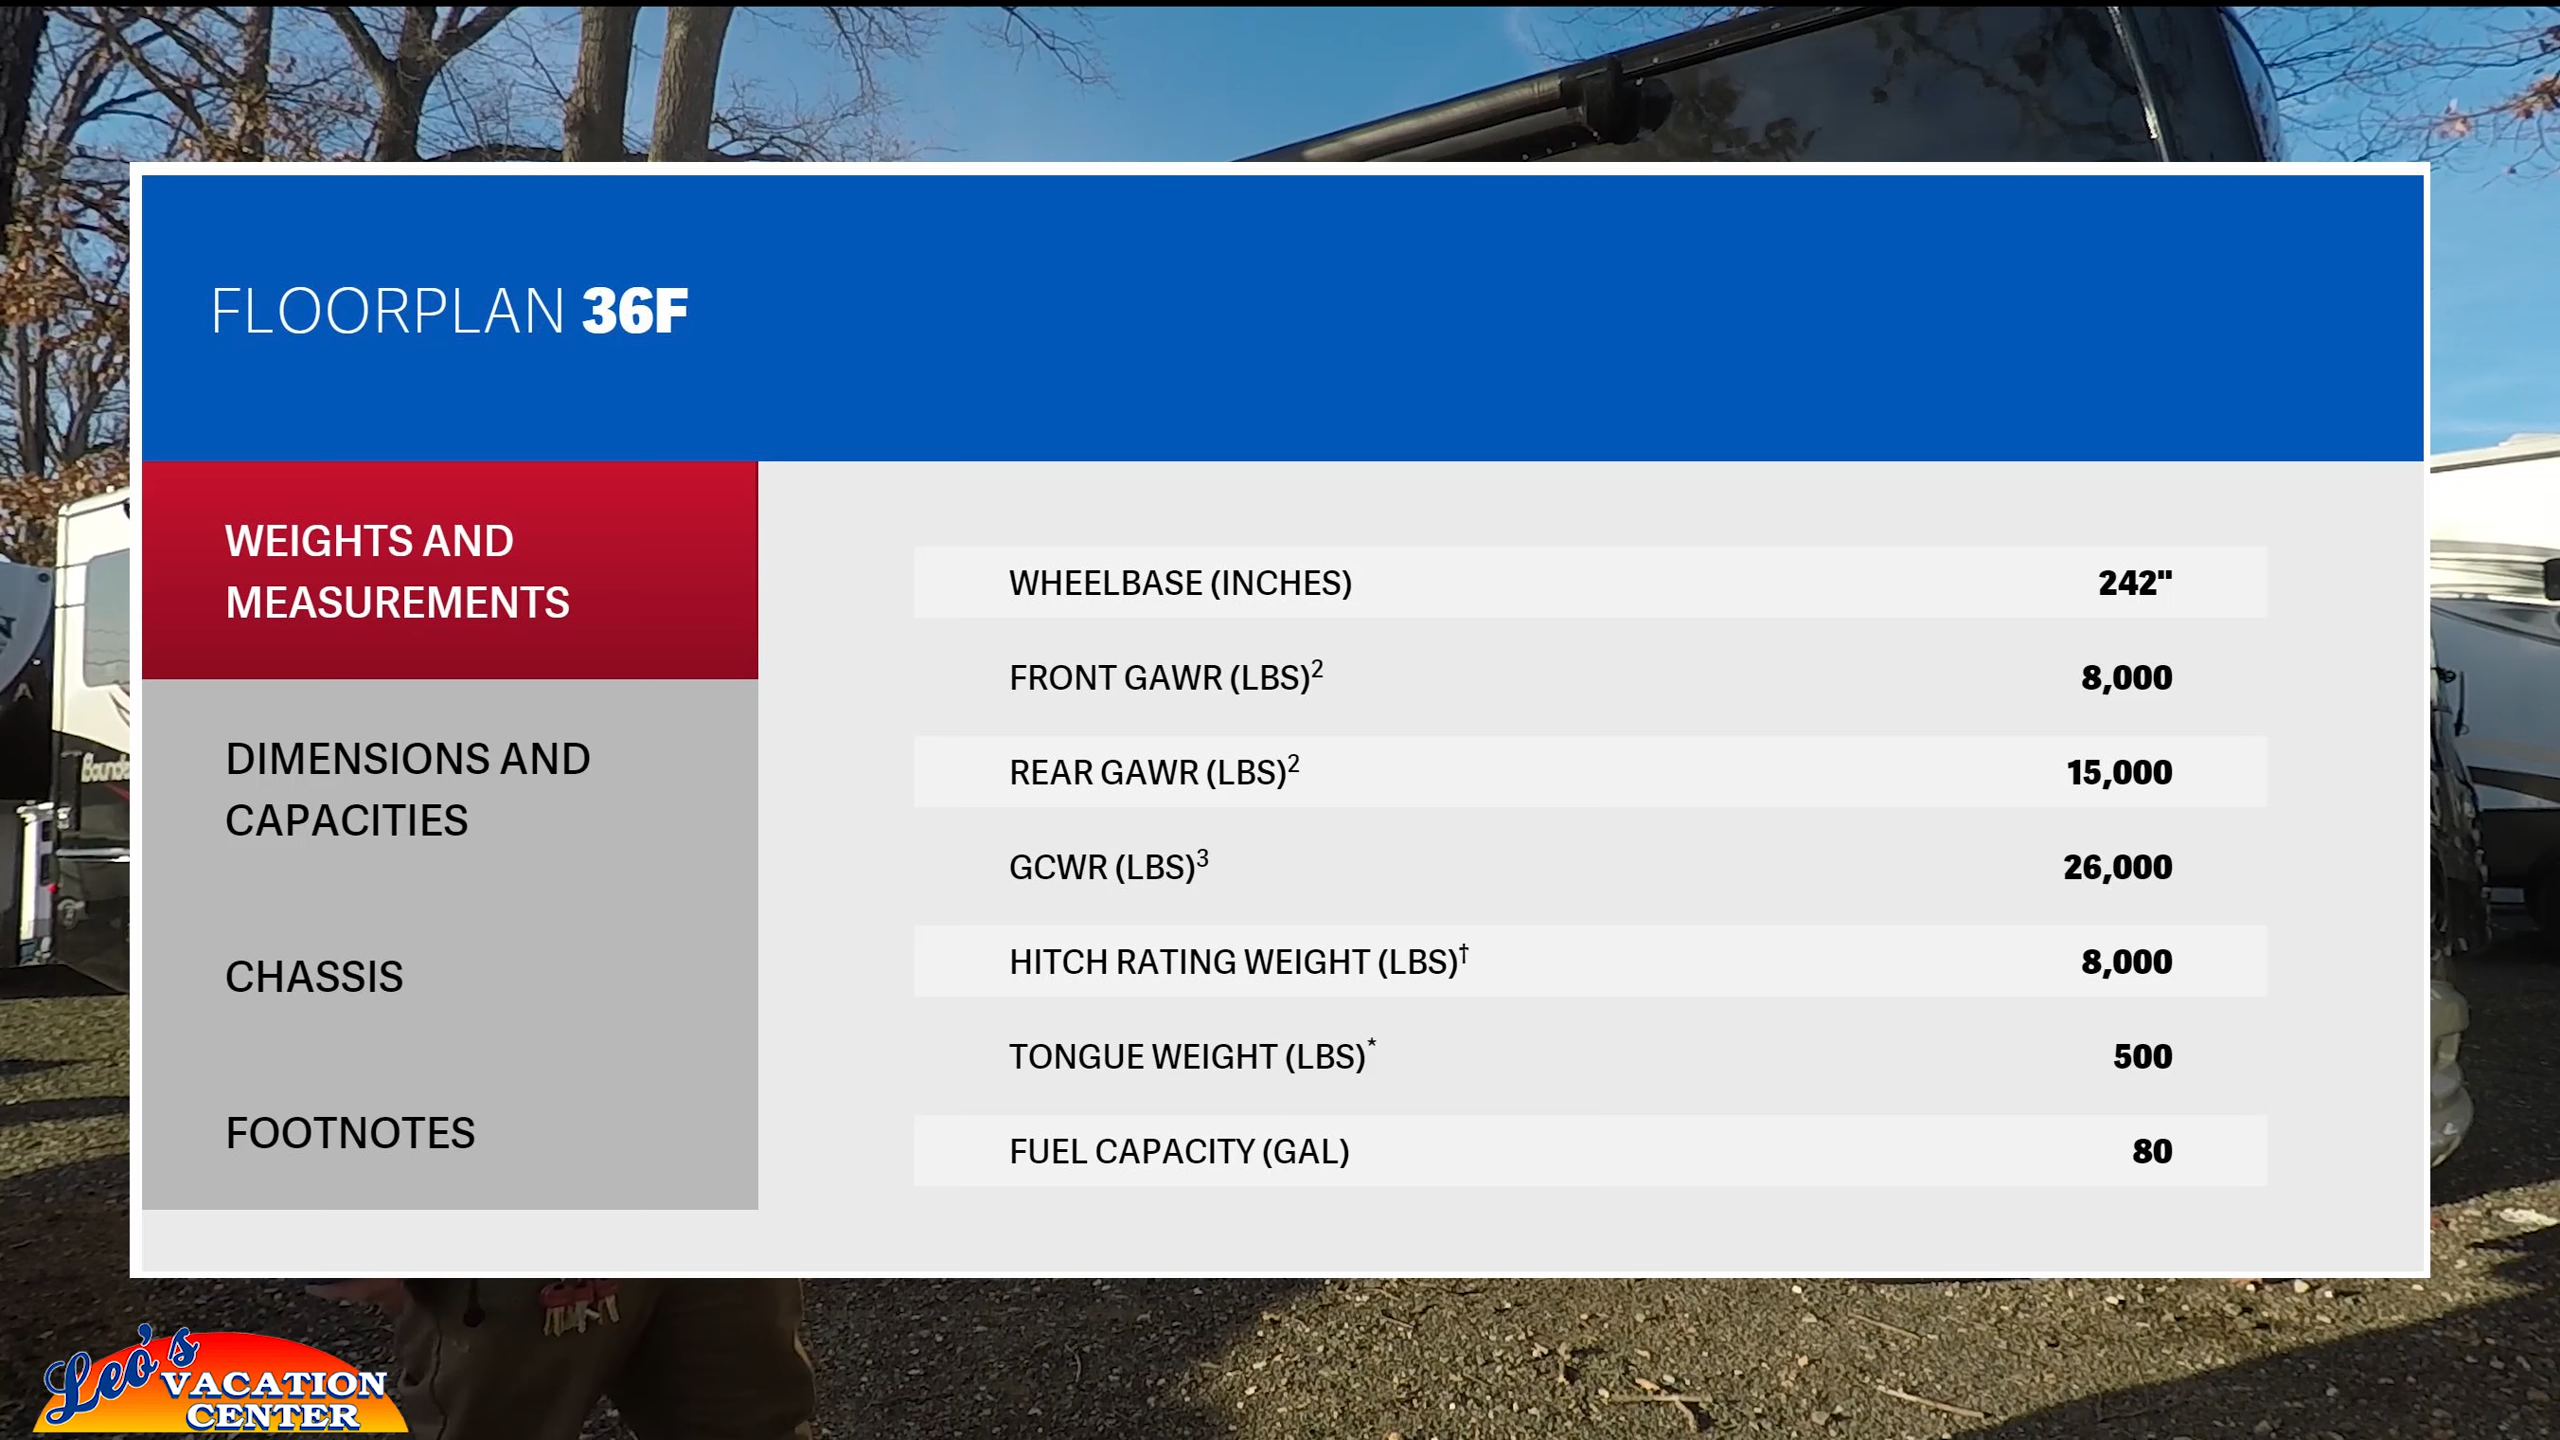 FLOORPLAN 36F
WEIGHTS AND
MEASUREMENTS
DIMENSIONS AND
CAPACITIES
CHASSIS
FOOTNOTES
WHEELBASE (INCHES) 242"
FRONT GAWR (LBS)² 8,000
REAR GAWR (LBS)² 15,000
GCWR (LBS)³ 26,000
HITCH RATING WEIGHT (LBS)† 8,000
TONGUE WEIGHT (LBS)* 500
FUEL CAPACITY (GAL) 80
Leo's
VACATION
CENTER